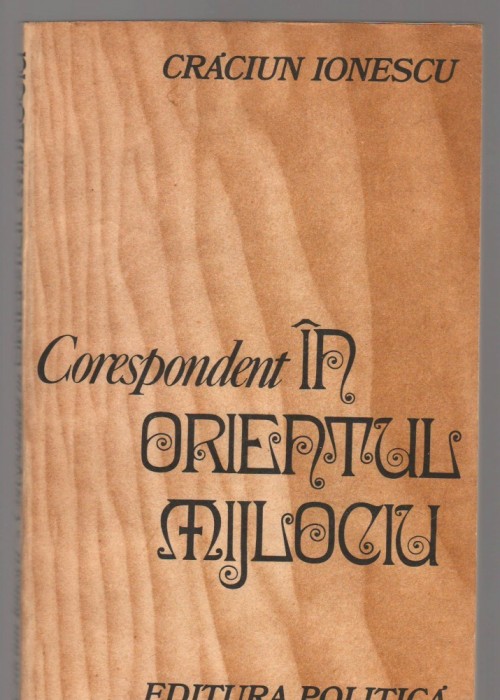 CRĂCIUN IONESCU
Corespondent ÎN
ORIENTUL
MIJLOCIU
EDITURA POLITICĂ